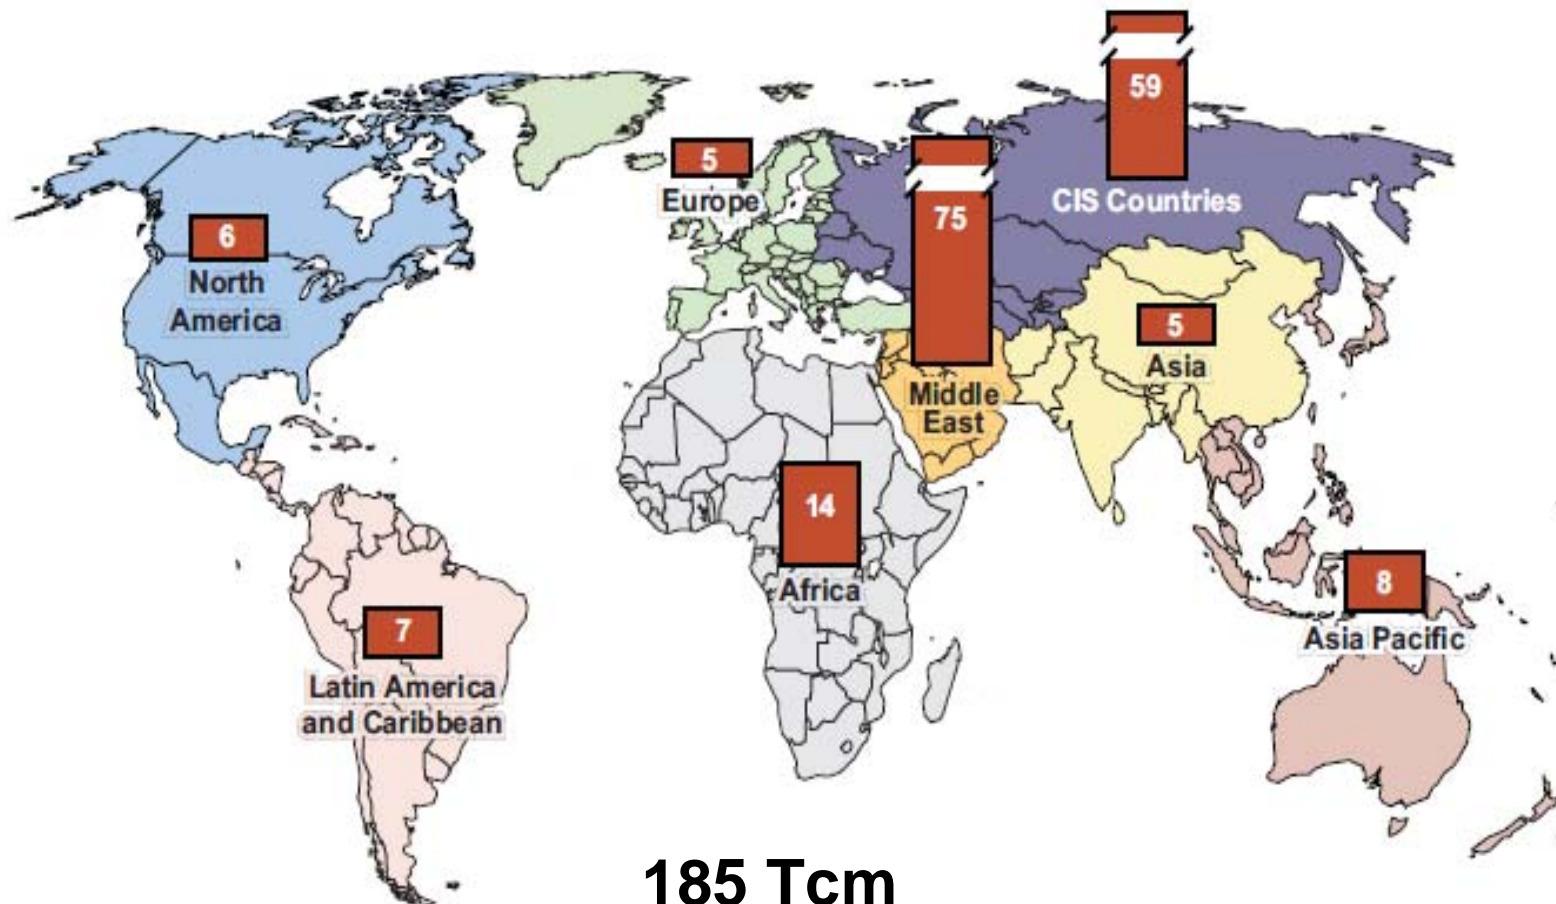 59
5
Europe
CIS Countries
75
6
North
America
5
Asia
Middle
East
14
Africa
8
Asia Pacific
7
Latin America
and Caribbean
185 Tcm